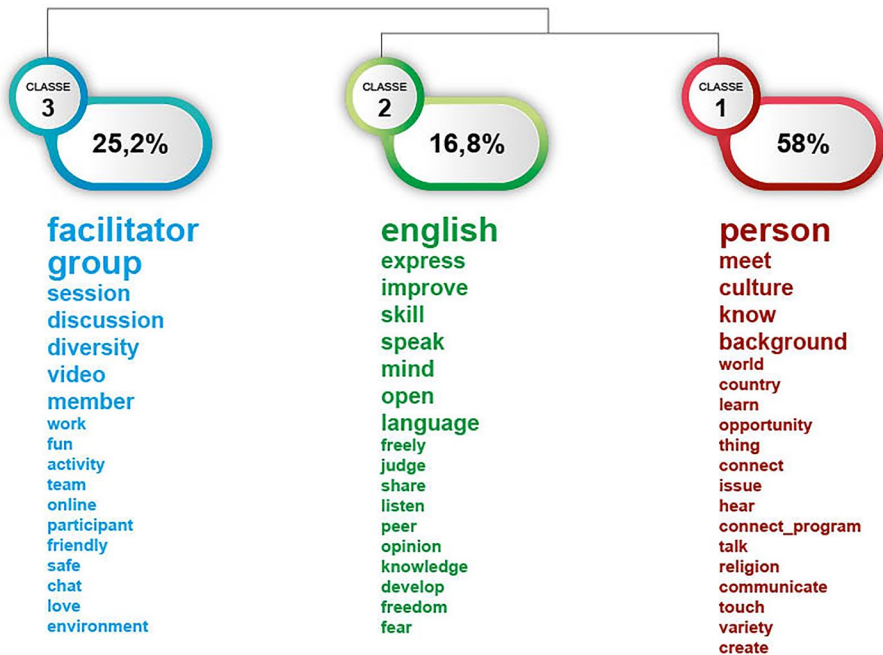 CLASSE
3
25,2%
facilitator
group
session
discussion
diversity
video
member
work
fun
activity
team
online
participant
friendly
safe
chat
love
environment
CLASSE
2
16,8%
english
express
improve
skill
speak
mind
open
language
freely
judge
share
listen
peer
opinion
knowledge
develop
freedom
fear
CLASSE
1
58%
person
meet
culture
know
background
world
country
learn
opportunity
thing
connect
issue
hear
connect_program
talk
religion
communicate
touch
variety
create